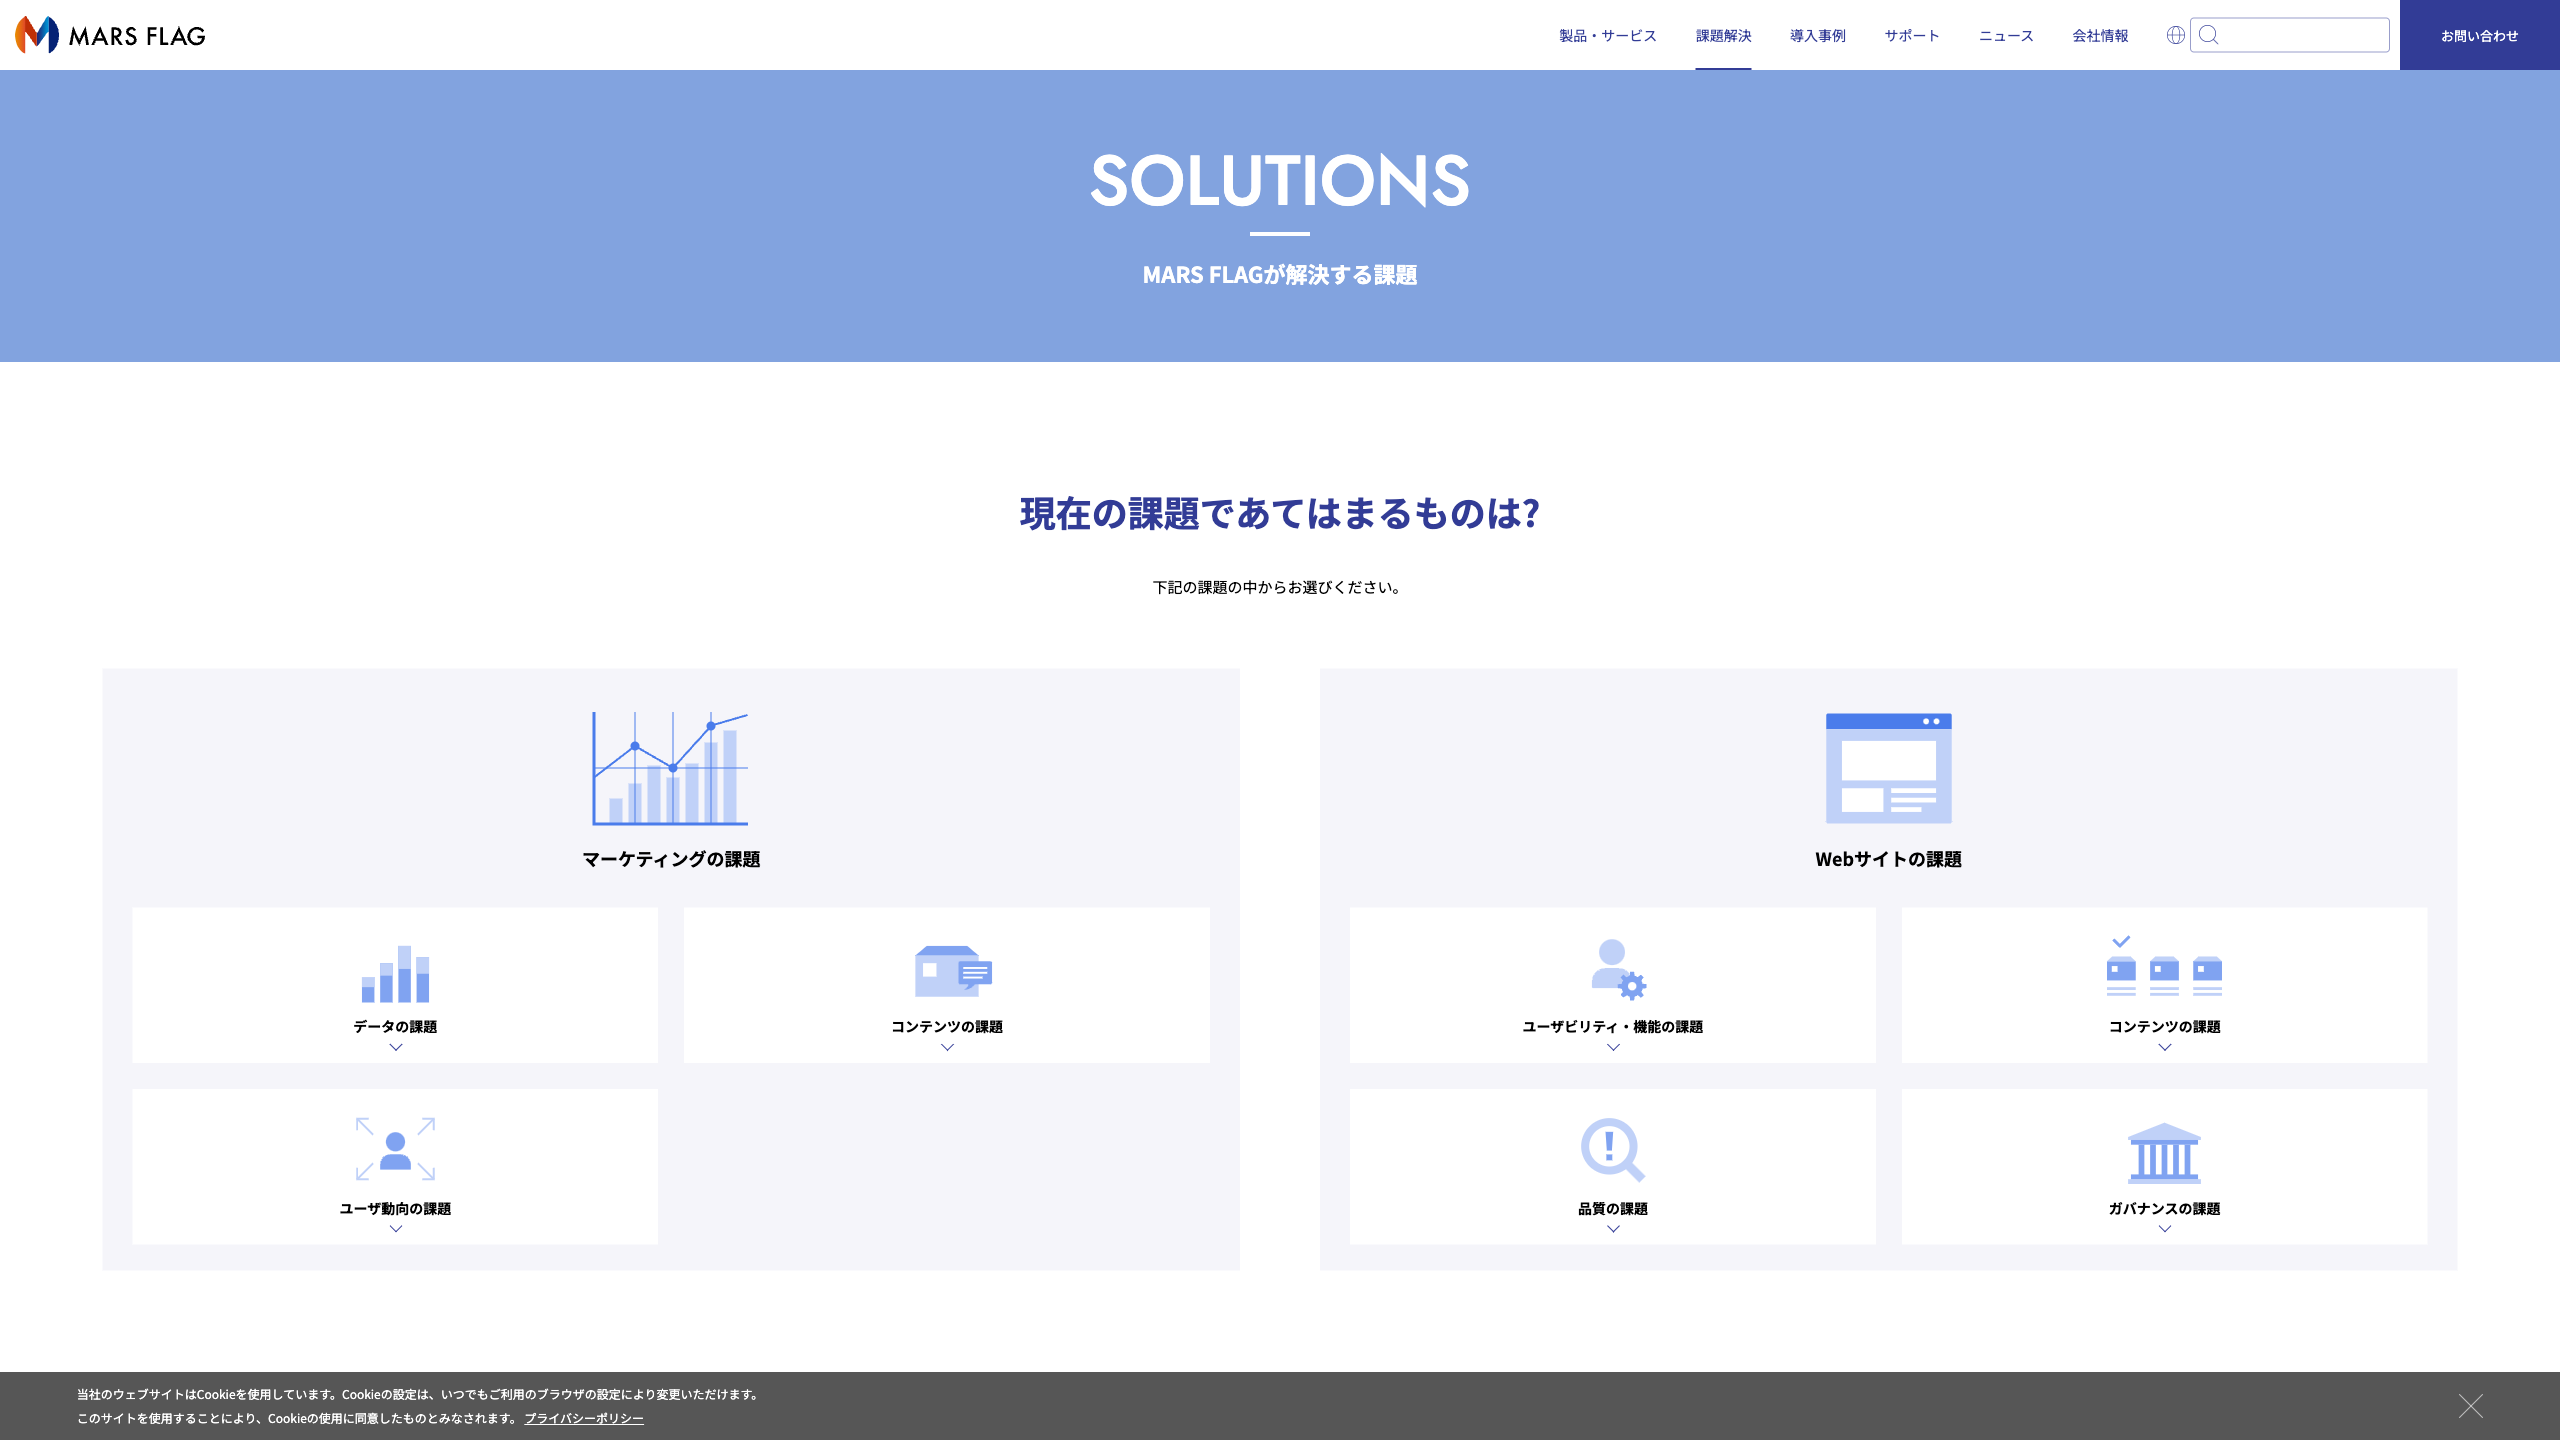 MARS FLAG
製品・サービス
課題解決
導入事例
サポート
ニュース
会社情報
お問い合わせ
SOLUTIONS
MARS FLAGが解決する課題
現在の課題であてはまるものは?
下記の課題の中からお選びください。
マーケティングの課題
データの課題
コンテンツの課題
ユーザ動向の課題
Webサイトの課題
ユーザビリティ・機能の課題
コンテンツの課題
品質の課題
ガバナンスの課題
当社のウェブサイトはCookieを使用しています。Cookieの設定は、いつでもご利用のブラウザの設定により変更いただけます。
このサイトを使用することにより、Cookieの使用に同意したものとみなされます。 プライバシーポリシー